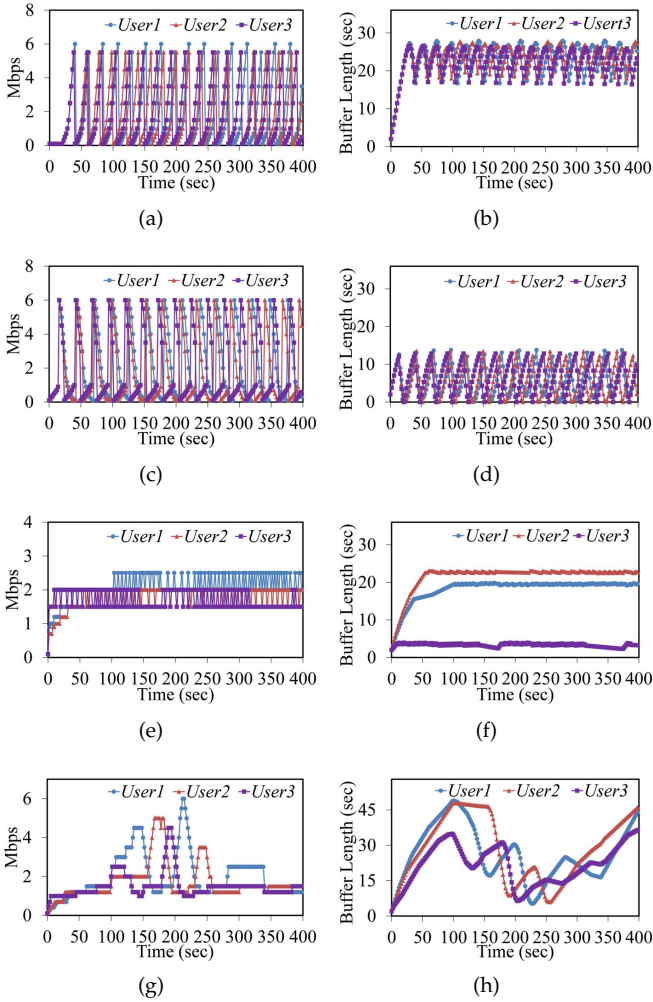 User1 User2 User3
8
6
4
2
0
Mbps
0 50 100 150 200 250 300 350 400
Time (sec)
(a)
User1 User2 Usert3
30
20
10
0
Buffer Length (sec)
0 50 100 150 200 250 300 350 400
Time (sec)
(b)
User1 User2 User3
8
6
4
2
0
Mbps
0 50 100 150 200 250 300 350 400
Time (sec)
(c)
User1 User2 User3
30
20
10
0
Buffer Length (sec)
0 50 100 150 200 250 300 350 400
Time (sec)
(d)
User1 User2 User3
4
3
2
1
0
Mbps
0 50 100 150 200 250 300 350 400
Time (sec)
(e)
User1 User2 User3
30
20
10
0
Buffer Length (sec)
0 50 100 150 200 250 300 350 400
Time (sec)
(f)
User1 User2 User3
6
4
2
0
Mbps
0 50 100 150 200 250 300 350 400
Time (sec)
(g)
User1 User2 User3
45
30
15
0
Buffer Length (sec)
0 50 100 150 200 250 300 350 400
Time (sec)
(h)